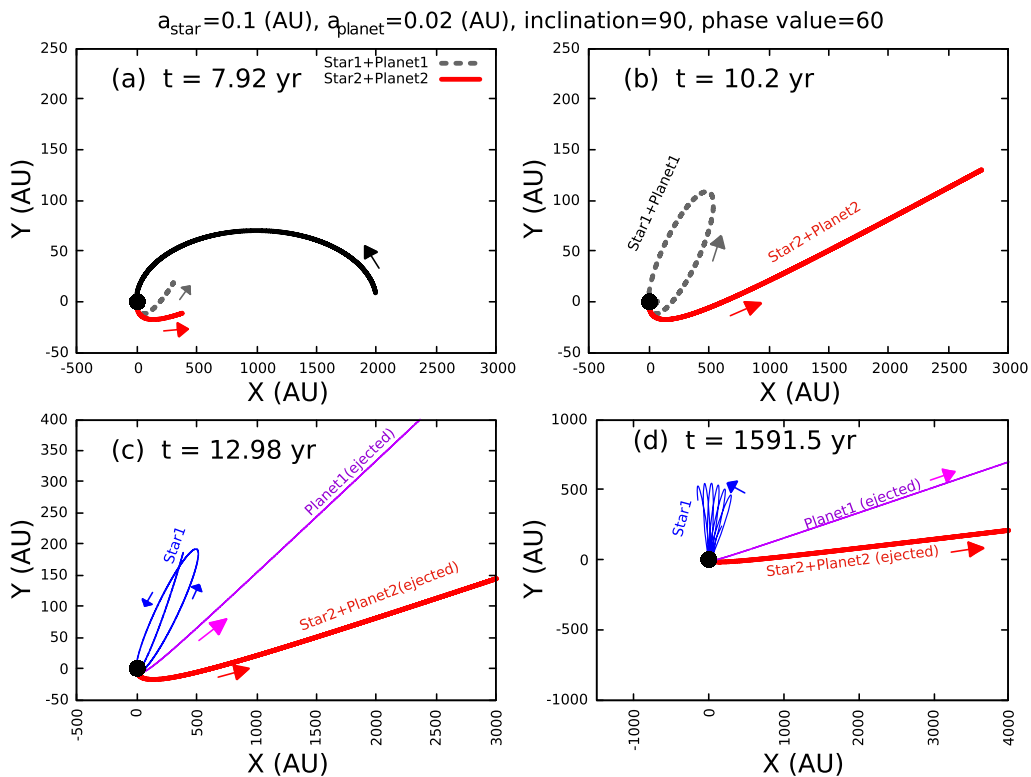 a_star=0.1 (AU), a_planet=0.02 (AU), inclination=90, phase value=60
(a) t = 7.92 yr
Star1+Planet1
Star2+Planet2
Y (AU)
250
200
150
100
50
0
-50
-500 0 500 1000 1500 2000 2500 3000
X (AU)
(b) t = 10.2 yr
Star1+Planet1
Star2+Planet2
Y (AU)
250
200
150
100
50
0
-50
-500 0 500 1000 1500 2000 2500 3000
X (AU)
(c) t = 12.98 yr
Planet1(ejected)
Star1
Star2+Planet2(ejected)
Y (AU)
400
350
300
250
200
150
100
50
0
-50
-500 0 500 1000 1500 2000 2500 3000
X (AU)
(d) t = 1591.5 yr
Star1
Planet1 (ejected)
Star2+Planet2 (ejected)
Y (AU)
1000
500
0
-500
-1000
-1000 0 1000 2000 3000 4000
X (AU)